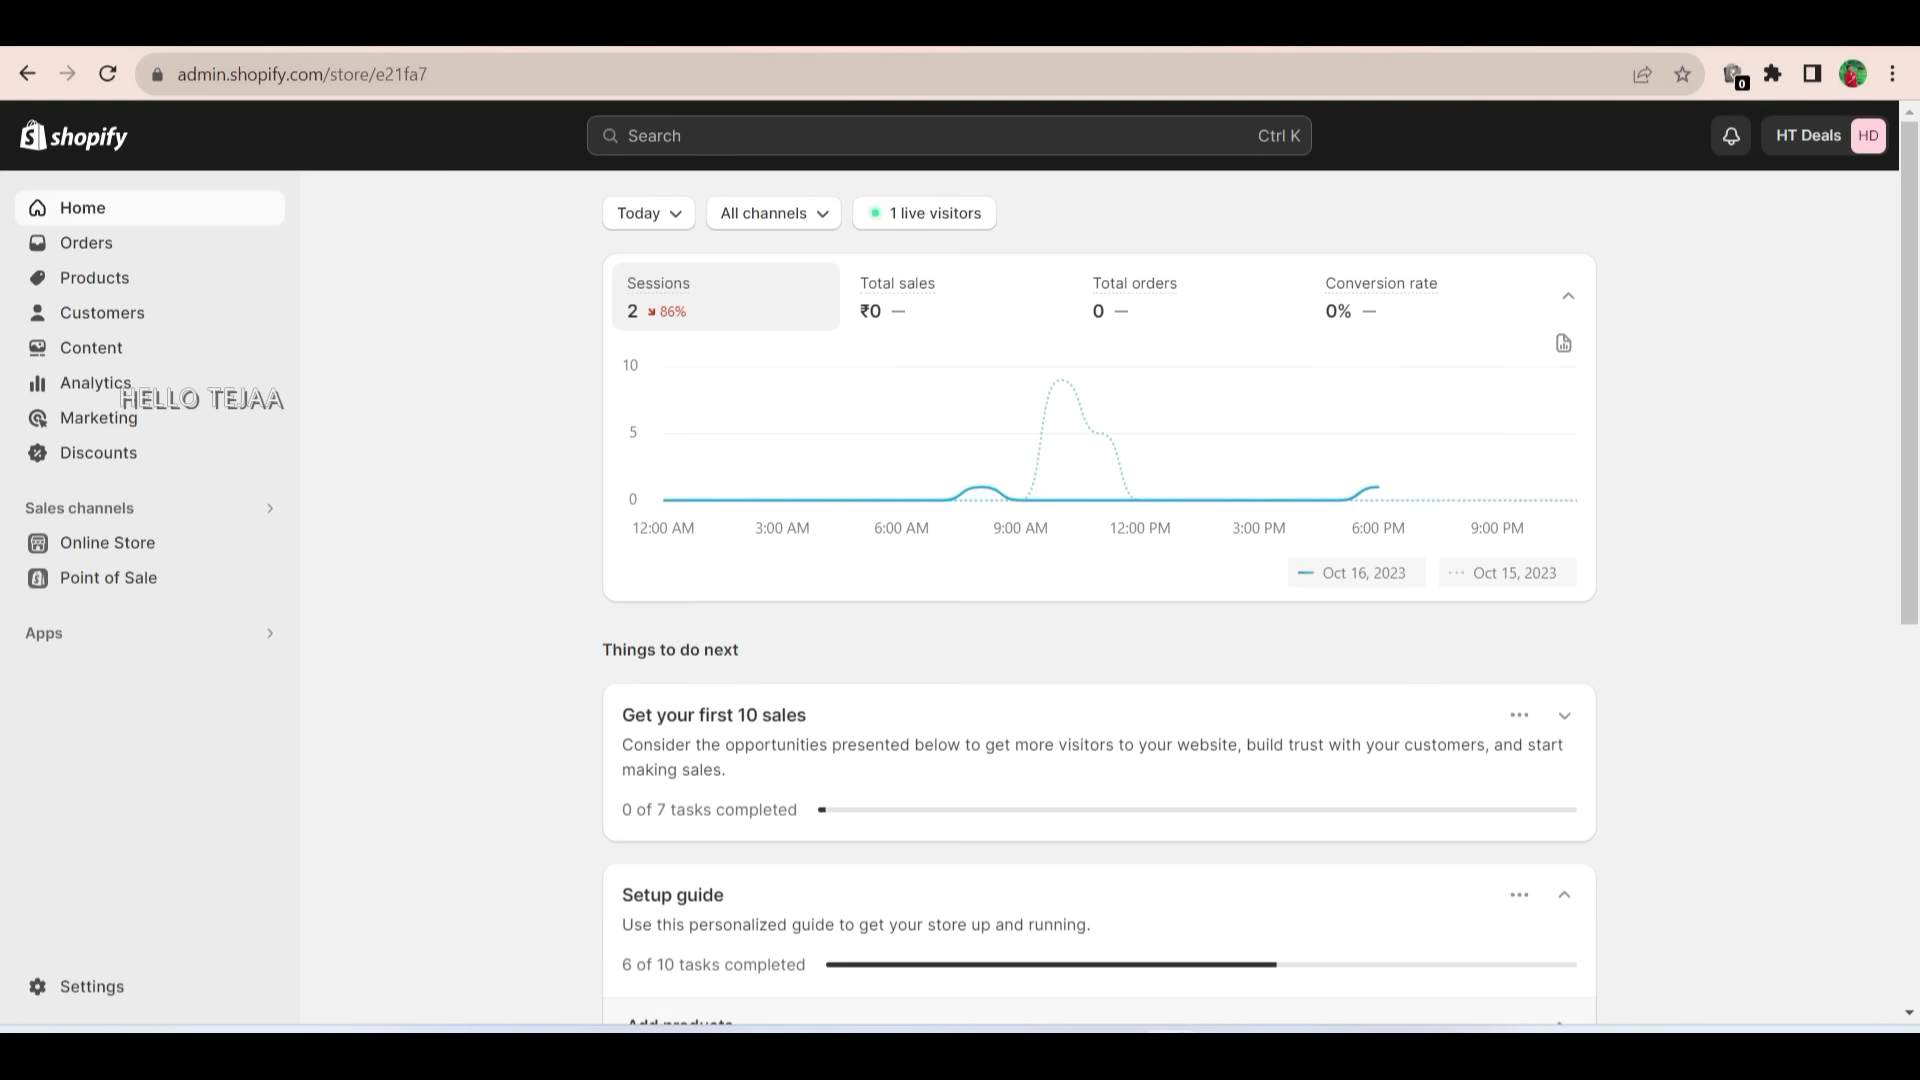 admin.shopify.com/store/e21fa7
0
shopify
Search
Ctrl K
HT Deals
HD
Home
Orders
Products
Customers
Content
Analytics
HELLO TEJAA
Marketing
Discounts
Sales channels
Online Store
Point of Sale
Apps
Settings
Today
All channels
1 live visitors
Sessions
2 86%
Total sales
₹0 —
Total orders
0 —
Conversion rate
0% —
10
5
0
12:00 AM 3:00 AM 6:00 AM 9:00 AM 12:00 PM 3:00 PM 6:00 PM 9:00 PM
Oct 16, 2023
Oct 15, 2023
Things to do next
Get your first 10 sales
Consider the opportunities presented below to get more visitors to your website, build trust with your customers, and start
making sales.
0 of 7 tasks completed
Setup guide
Use this personalized guide to get your store up and running.
6 of 10 tasks completed
Add products